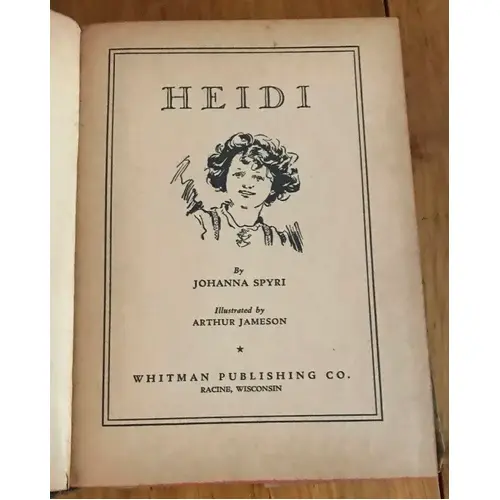 HEIDI
By
JOHANNA SPYRI
Illustrated by
ARTHUR JAMESON
WHITMAN PUBLISHING CO.
RACINE, WISCONSIN